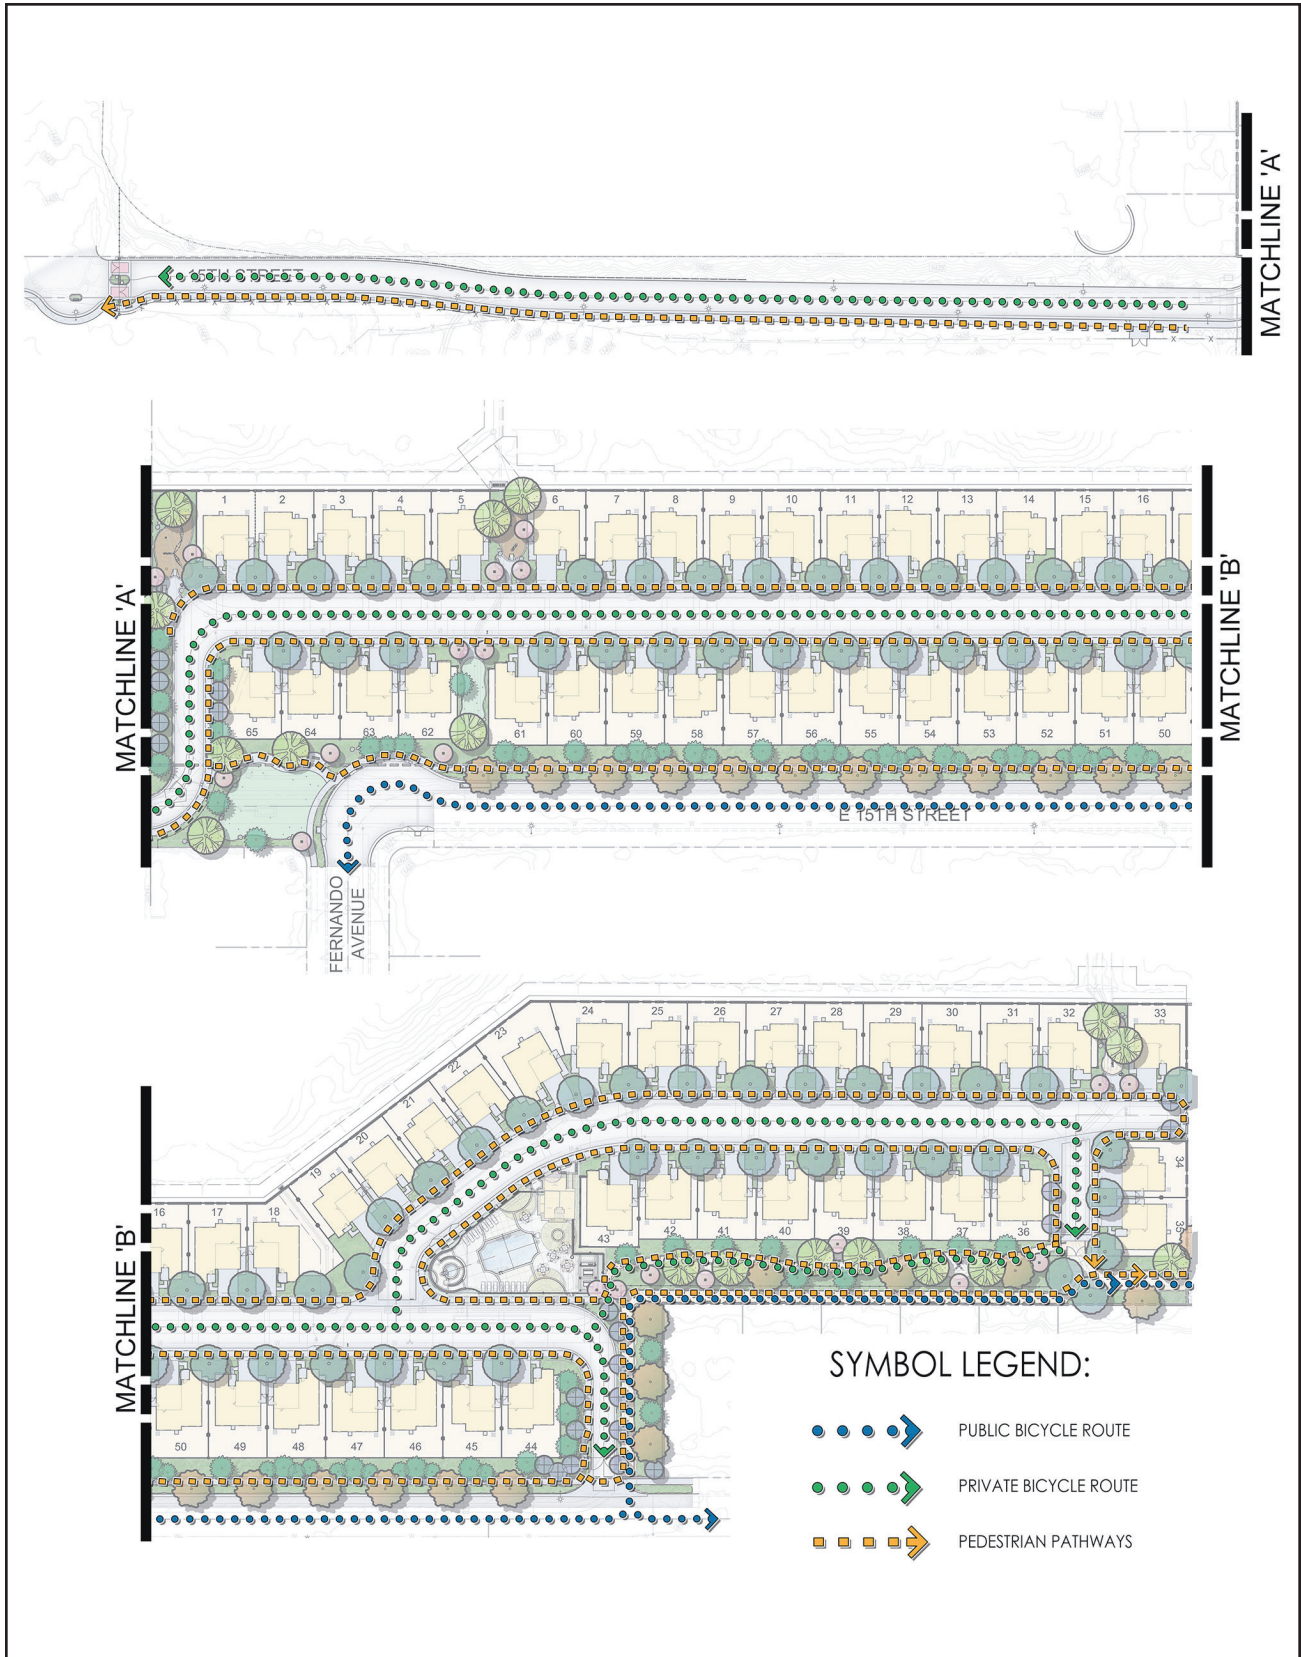 MATCHLINE 'A'
15TH STREET
1 2 3 4 5 6 7 8 9 10 11 12 13 14 15 16
MATCHLINE 'A'
MATCHLINE 'B'
65 64 63 62 61 60 59 58 57 56 55 54 53 52 51 50
E 15TH STREET
FERNANDO
AVENUE
24 25 26 27 28 29 30 31 32 33
23
22
21
20
19
34
16 17 18
35
43 42 41 40 39 38 37 36
MATCHLINE 'B'
50 49 48 47 46 45 44
SYMBOL LEGEND:
PUBLIC BICYCLE ROUTE
PRIVATE BICYCLE ROUTE
PEDESTRIAN PATHWAYS